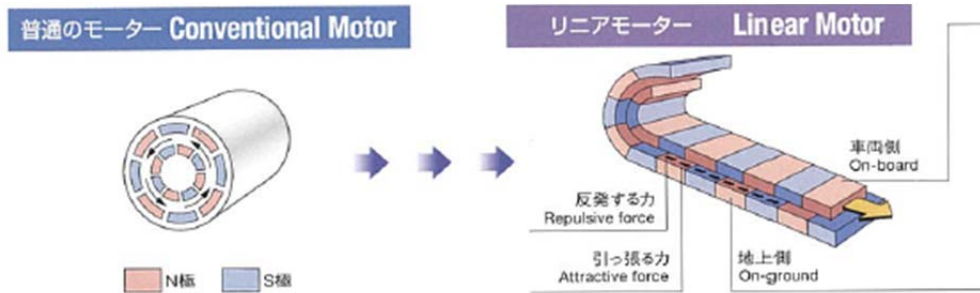 普通のモーター Conventional Motor
リニアモーター Linear Motor
車両側
On-board
反発する力
Repulsive force
引っ張る力
Attractive force
地上側
On-ground
N極 S極